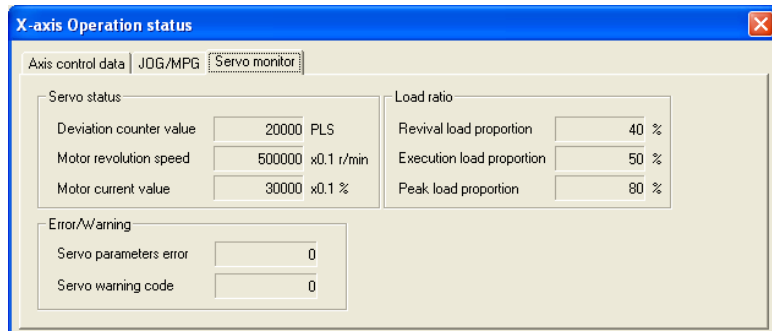 X-axis Operation status
Axis control data JOG/MPG Servo monitor
Servo status
Deviation counter value 20000 PLS
Motor revolution speed 500000 x0.1 r/min
Motor current value 30000 x0.1 %
Load ratio
Revival load proportion 40 %
Execution load proportion 50 %
Peak load proportion 80 %
Error/Warning
Servo parameters error 0
Servo warning code 0